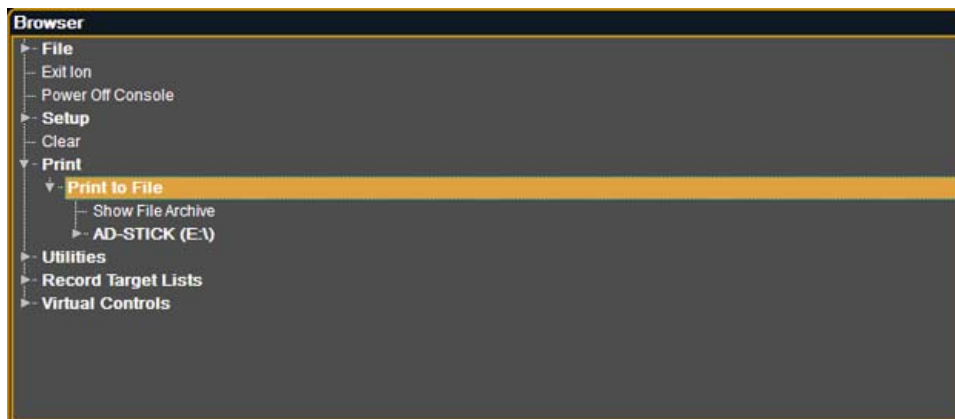 Browser
File
Exit Ion
Power Off Console
Setup
Clear
Print
Print to File
Show File Archive
AD-STICK (E:\)
Utilities
Record Target Lists
Virtual Controls